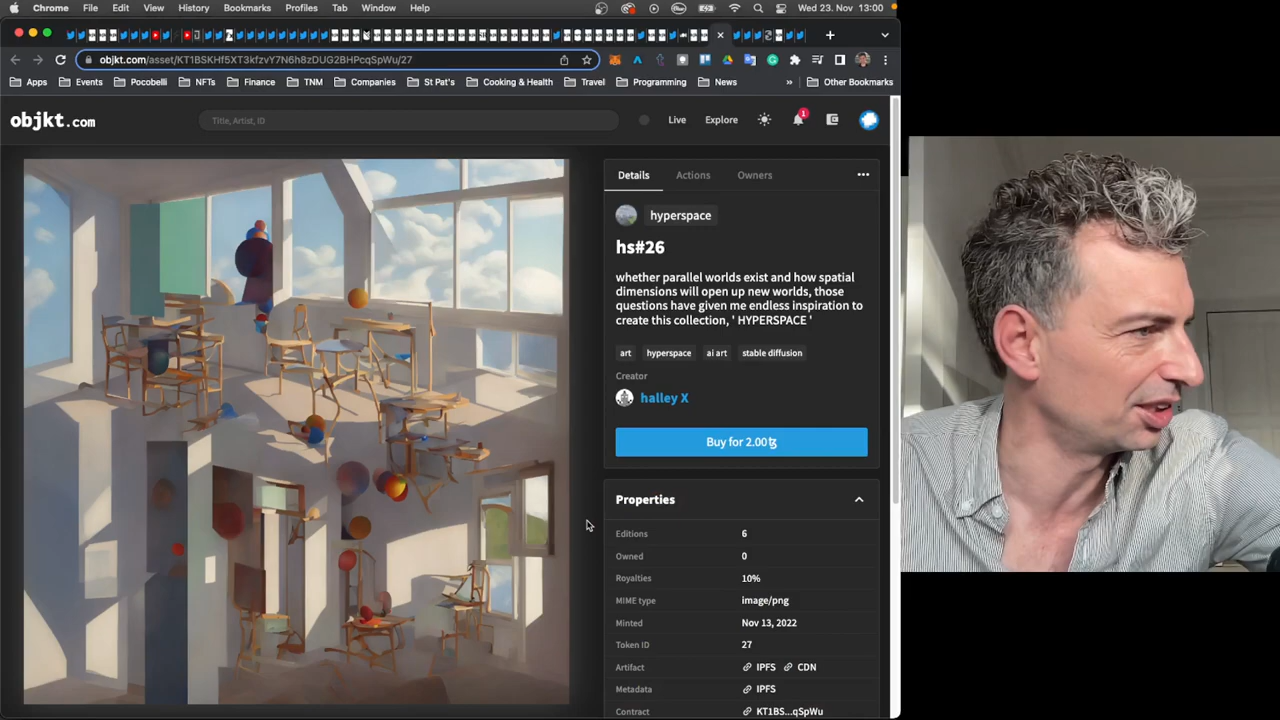 Chrome File Edit View History Bookmarks Profiles Tab Window Help Wed 23. Nov 13:00
objkt.com/asset/KT1BSKHf5XT3kfzvY7N6h8zDUG2BHPcqSpWu/27
Apps Events Pocobelli NFTs Finance TNM Companies St Pat's Cooking & Health Travel Programming News » Other Bookmarks
objkt.com Title, Artist, ID Live Explore 1
Details Actions Owners
hyperspace
hs#26
whether parallel worlds exist and how spatial
dimensions will open up new worlds, those
questions have given me endless inspiration to
create this collection, ' HYPERSPACE '
art hyperspace ai art stable diffusion
Creator
halley X
Buy for 2.00ꜩ
Properties
Editions 6
Owned 0
Royalties 10%
MIME type image/png
Minted Nov 13, 2022
Token ID 27
Artifact IPFS CDN
Metadata IPFS
Contract KT1BS...qSpWu